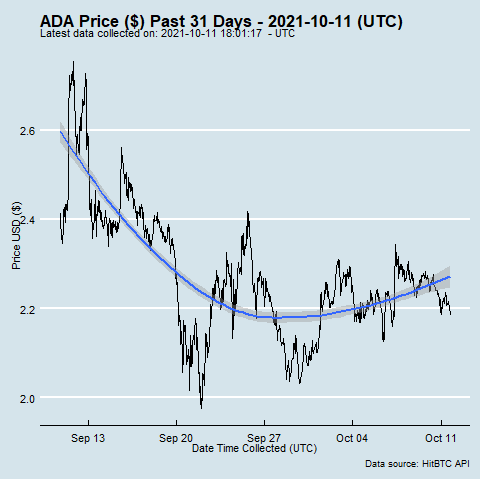 ADA Price ($) Past 31 Days - 2021-10-11 (UTC)
Latest data collected on: 2021-10-11 18:01:17  - UTC
Price USD ($)
2.6
2.4
2.2
2.0
Sep 13
Sep 20
Sep 27
Oct 04
Oct 11
Date Time Collected (UTC)
Data source: HitBTC API